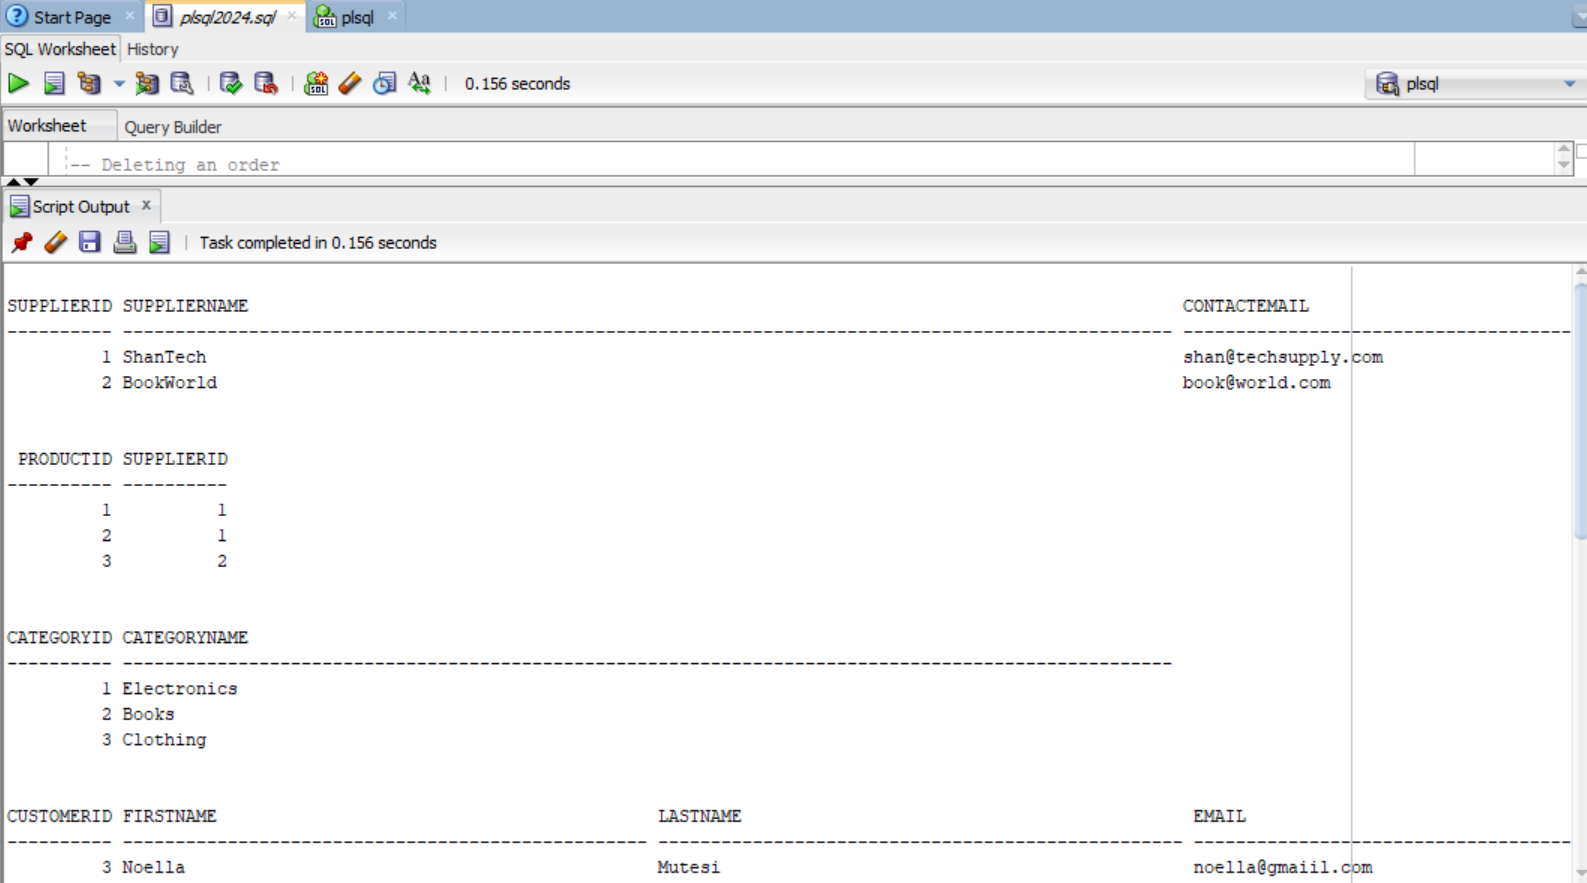 Start Page plsql2024.sql plsql
SQL Worksheet History
0.156 seconds plsql
Worksheet Query Builder
-- Deleting an order
Script Output
Task completed in 0.156 seconds
SUPPLIERID SUPPLIERNAME CONTACTEMAIL
---------- ---------------------------------------------------------------------------------------------------- -------------------------------------
1 ShanTech shan@techsupply.com
2 BookWorld book@world.com
PRODUCTID SUPPLIERID
---------- ----------
1 1
2 1
3 2
CATEGORYID CATEGORYNAME
---------- ----------------------------------------------------------------------------------------------------
1 Electronics
2 Books
3 Clothing
CUSTOMERID FIRSTNAME LASTNAME EMAIL
---------- -------------------------------------------------- -------------------------------------------------- ------------------------------------
3 Noella Mutesi noella@gmaiil.com